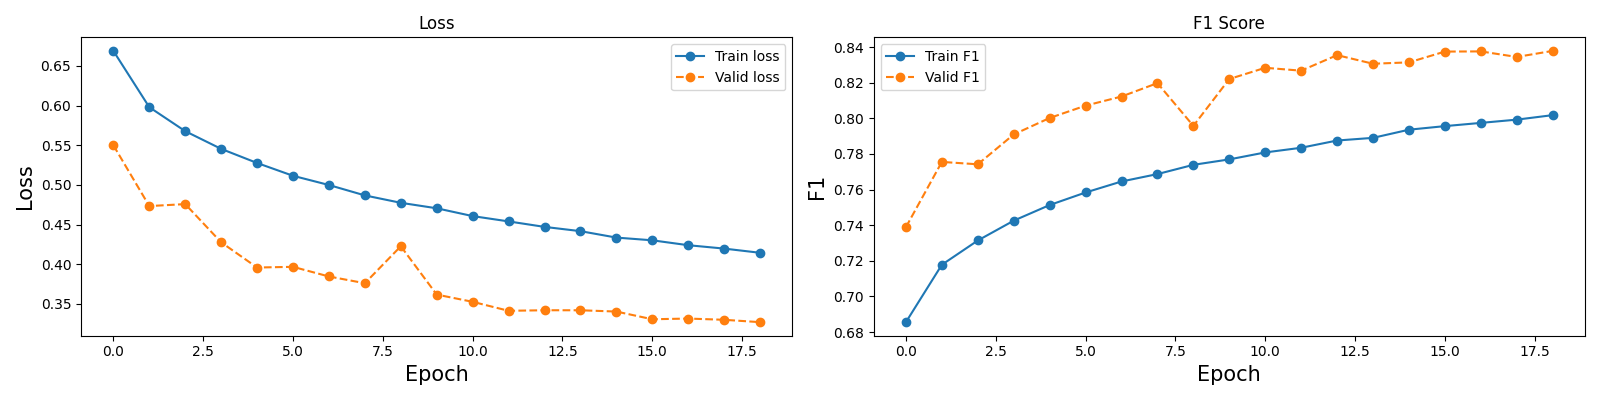 Loss
Train loss
Valid loss
0.65
0.60
0.55
0.50
0.45
0.40
0.35
Loss
0.0 2.5 5.0 7.5 10.0 12.5 15.0 17.5
Epoch
F1 Score
Train F1
Valid F1
0.84
0.82
0.80
0.78
0.76
0.74
0.72
0.70
0.68
F1
0.0 2.5 5.0 7.5 10.0 12.5 15.0 17.5
Epoch